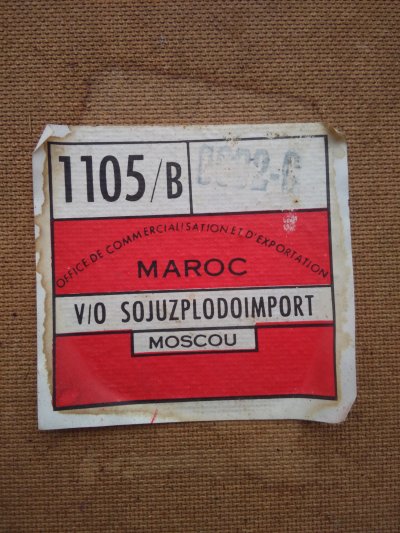 1105/B
OFFICE DE COMMERCIALISATION ET D'EXPORTATION
MAROC
V/O SOJUZPLODOIMPORT
MOSCOU